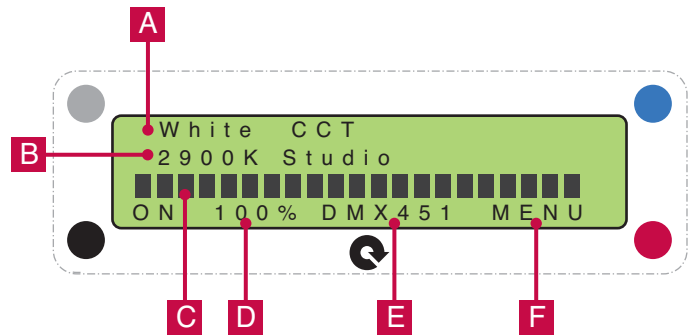 A
White CCT
B
2900K Studio
ON 100% DMX451 MENU
C D E F